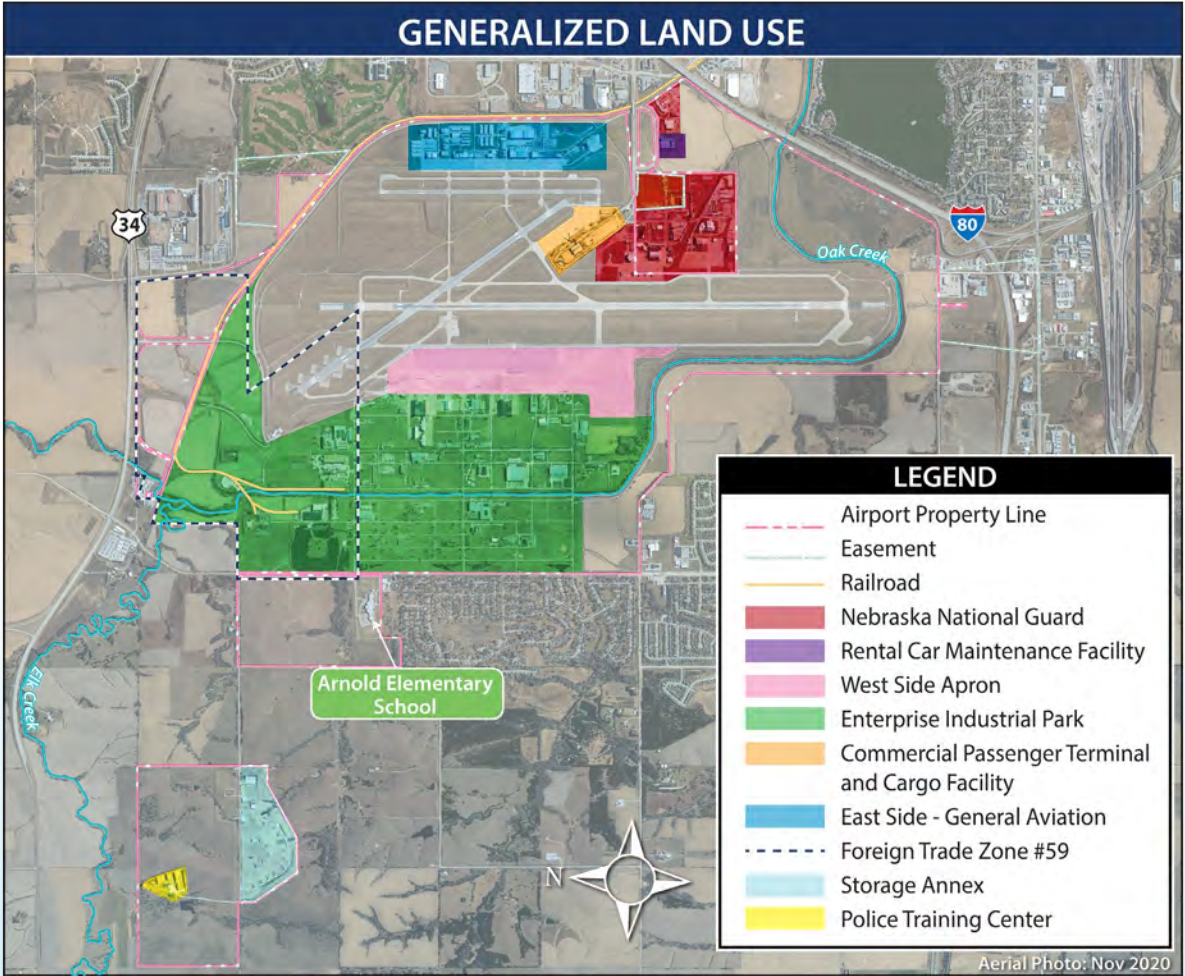 GENERALIZED LAND USE
34
80
Oak Creek
Elk Creek
Arnold Elementary
School
N
LEGEND
Airport Property Line
Easement
Railroad
Nebraska National Guard
Rental Car Maintenance Facility
West Side Apron
Enterprise Industrial Park
Commercial Passenger Terminal
and Cargo Facility
East Side - General Aviation
Foreign Trade Zone #59
Storage Annex
Police Training Center
Aerial Photo: Nov 2020